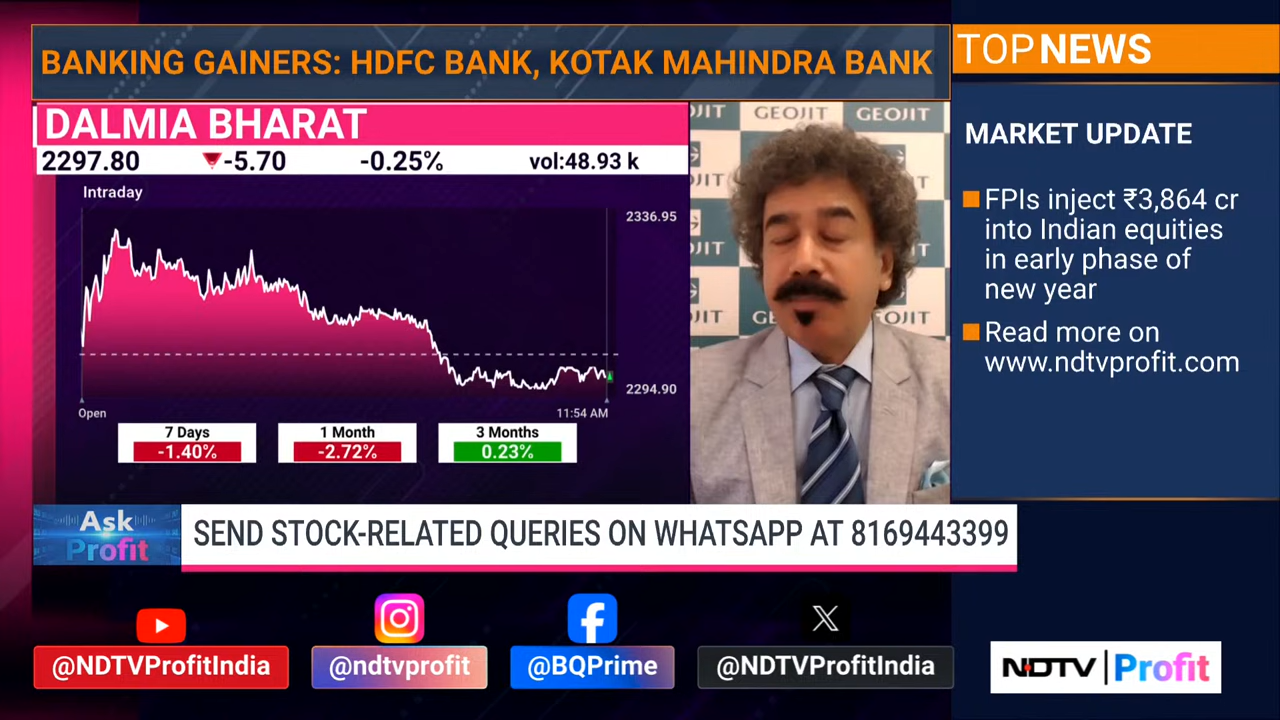 BANKING GAINERS: HDFC BANK, KOTAK MAHINDRA BANK
TOP NEWS
DALMIA BHARAT
2297.80 -5.70 -0.25% vol:48.93 k
Intraday
2336.95
2294.90
Open
11:54 AM
7 Days
-1.40%
1 Month
-2.72%
3 Months
0.23%
GEOJIT GEOJIT
MARKET UPDATE
FPIs inject ₹3,864 cr
into Indian equities
in early phase of
new year
Read more on
www.ndtvprofit.com
Ask
Profit
SEND STOCK-RELATED QUERIES ON WHATSAPP AT 8169443399
@NDTVProfitIndia
@ndtvprofit
@BQPrime
@NDTVProfitIndia
NDTV | Profit